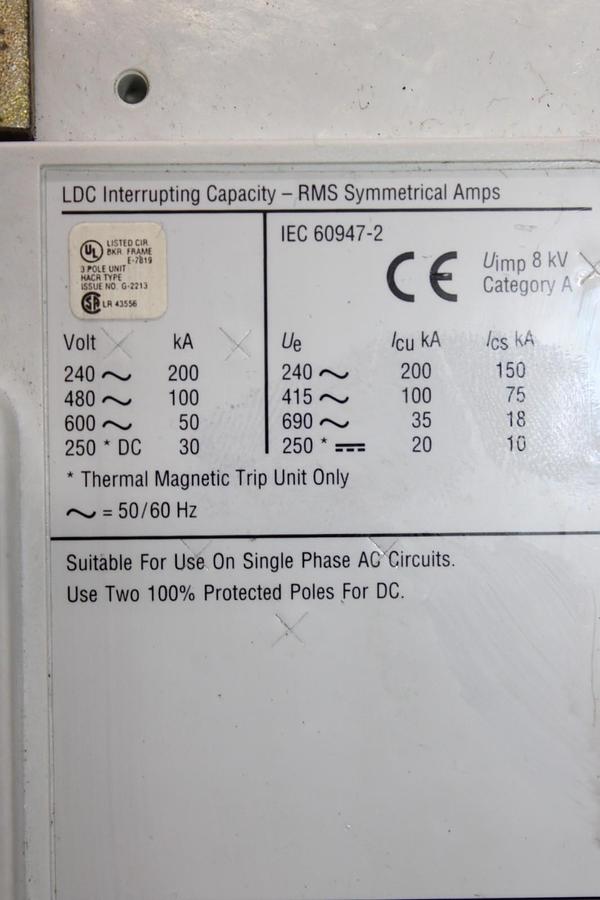 LDC Interrupting Capacity – RMS Symmetrical Amps
UL LISTED CIR.
BKR. FRAME
E-7819
3 POLE UNIT
HACR TYPE
ISSUE NO. G-2213
SA LR 43556
Volt kA
240 ~ 200
480 ~ 100
600 ~ 50
250 * DC 30
IEC 60947-2
CE Uimp 8 kV
Category A
Ue Icu kA Ics kA
240 ~ 200 150
415 ~ 100 75
690 ~ 35 18
250 * ⎓ 20 10
* Thermal Magnetic Trip Unit Only
~ = 50/60 Hz
Suitable For Use On Single Phase AC Circuits.
Use Two 100% Protected Poles For DC.